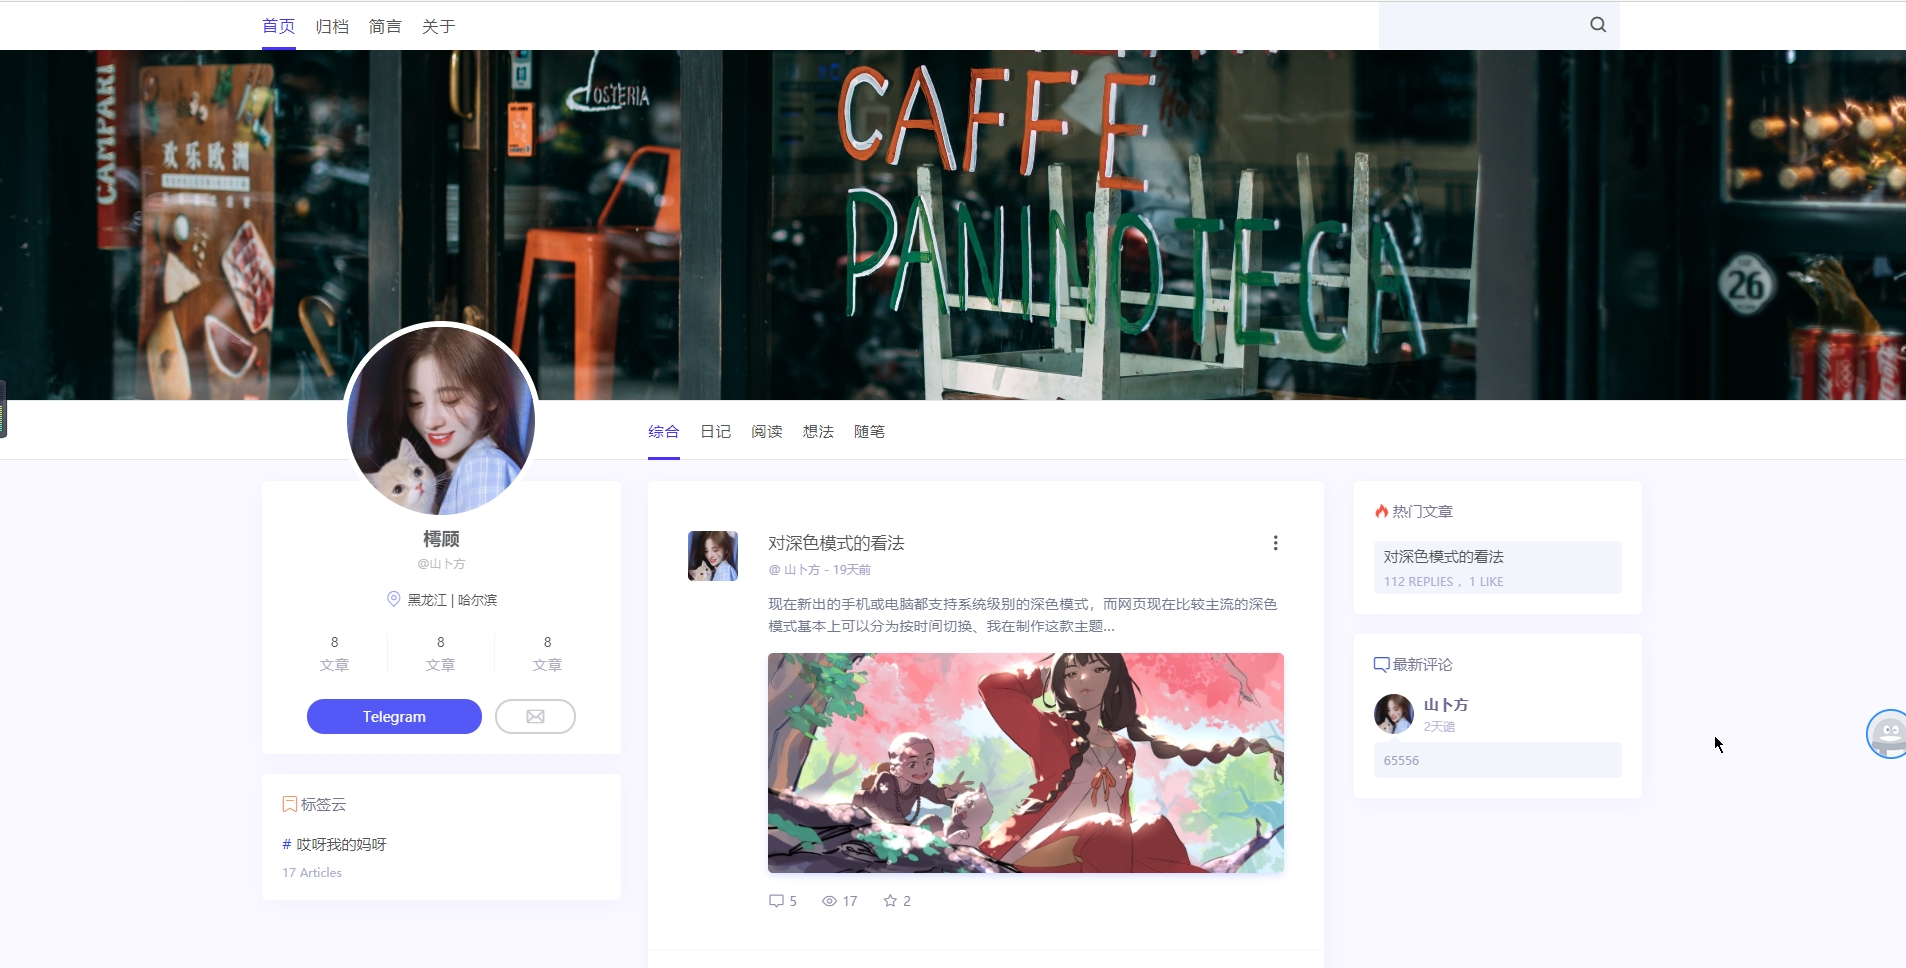 首页 归档 简言 关于
CAMPARI
欢乐欧洲
OSTERIA
CAFFE
PANINOTECA
26
综合 日记 阅读 想法 随笔
樗顾
@山卜方
黑龙江 | 哈尔滨
8 8 8
文章 文章 文章
Telegram
标签云
# 哎呀我的妈呀
17 Articles
对深色模式的看法
@ 山卜方 - 19天前
现在新出的手机或电脑都支持系统级别的深色模式，而网页现在比较主流的深色
模式基本上可以分为按时间切换、我在制作这款主题...
5 17 2
热门文章
对深色模式的看法
112 REPLIES ，1 LIKE
最新评论
山卜方
2天前
65556